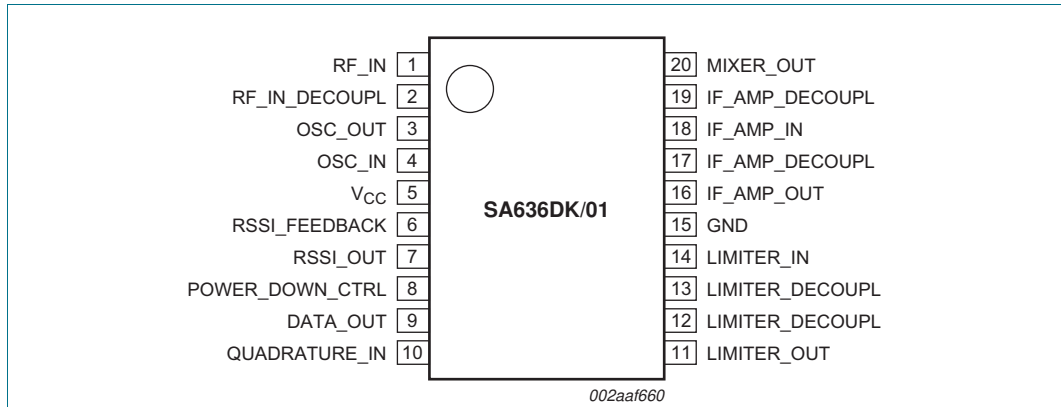 RF_IN 1
RF_IN_DECOUPL 2
OSC_OUT 3
OSC_IN 4
VCC 5
RSSI_FEEDBACK 6
RSSI_OUT 7
POWER_DOWN_CTRL 8
DATA_OUT 9
QUADRATURE_IN 10
SA636DK/01
20 MIXER_OUT
19 IF_AMP_DECOUPL
18 IF_AMP_IN
17 IF_AMP_DECOUPL
16 IF_AMP_OUT
15 GND
14 LIMITER_IN
13 LIMITER_DECOUPL
12 LIMITER_DECOUPL
11 LIMITER_OUT
002aaf660